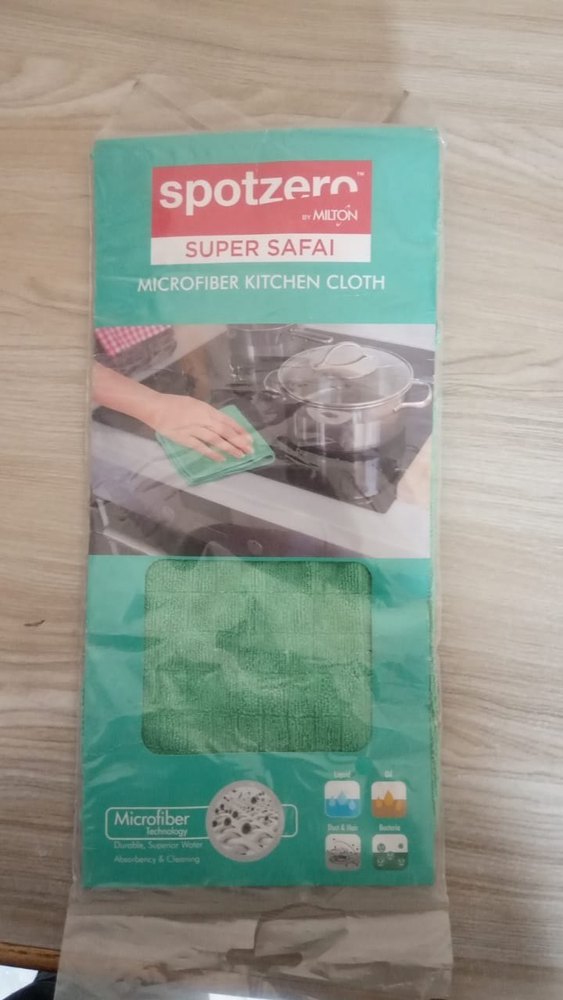 spotzero™
BY MILTON
SUPER SAFAI
MICROFIBER KITCHEN CLOTH
Liquid Oil
Microfiber
Technology
Durable, Superior Water
Absorbency & Cleaning
Dust & Hair Bacteria